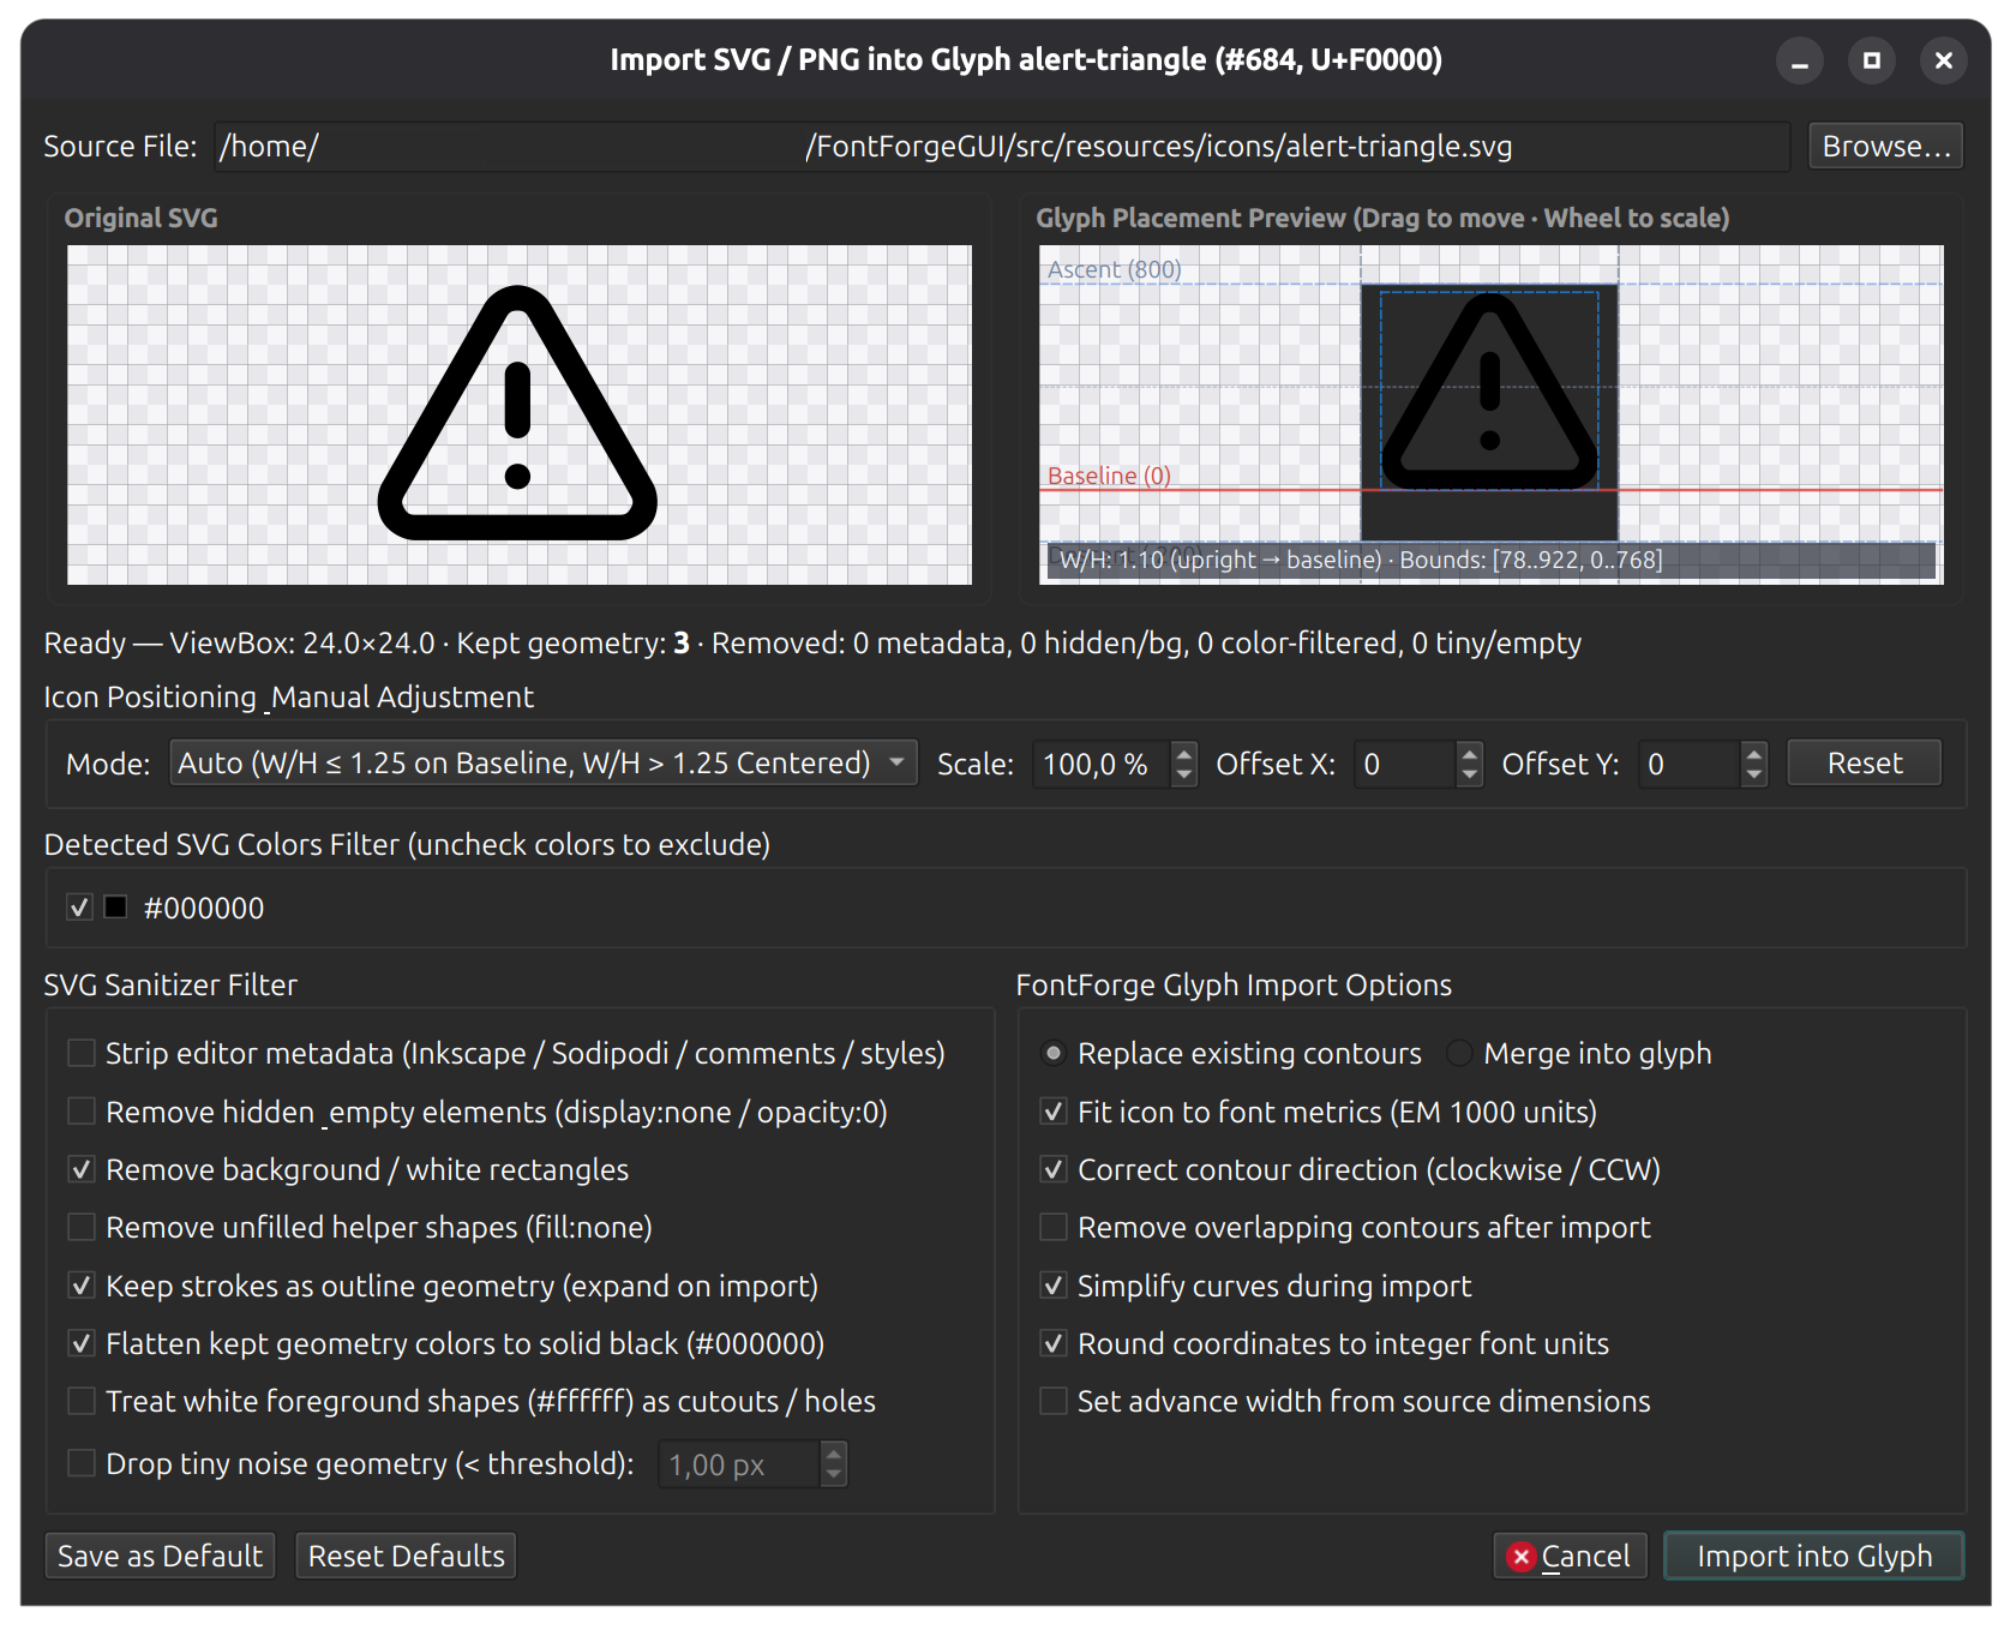 Import SVG / PNG into Glyph alert-triangle (#684, U+F0000)
Source File: /home/ /FontForgeGUI/src/resources/icons/alert-triangle.svg Browse...
Original SVG
Glyph Placement Preview (Drag to move · Wheel to scale)
Ascent (800)
Baseline (0)
W/H: 1.10 (upright → baseline) · Bounds: [78..922, 0..768]
Ready — ViewBox: 24.0×24.0 · Kept geometry: 3 · Removed: 0 metadata, 0 hidden/bg, 0 color-filtered, 0 tiny/empty
Icon Positioning _Manual Adjustment
Mode: Auto (W/H ≤ 1.25 on Baseline, W/H > 1.25 Centered) Scale: 100,0 % Offset X: 0 Offset Y: 0 Reset
Detected SVG Colors Filter (uncheck colors to exclude)
#000000
SVG Sanitizer Filter
Strip editor metadata (Inkscape / Sodipodi / comments / styles)
Remove hidden _empty elements (display:none / opacity:0)
Remove background / white rectangles
Remove unfilled helper shapes (fill:none)
Keep strokes as outline geometry (expand on import)
Flatten kept geometry colors to solid black (#000000)
Treat white foreground shapes (#ffffff) as cutouts / holes
Drop tiny noise geometry (< threshold): 1,00 px
FontForge Glyph Import Options
Replace existing contours Merge into glyph
Fit icon to font metrics (EM 1000 units)
Correct contour direction (clockwise / CCW)
Remove overlapping contours after import
Simplify curves during import
Round coordinates to integer font units
Set advance width from source dimensions
Save as Default Reset Defaults Cancel Import into Glyph